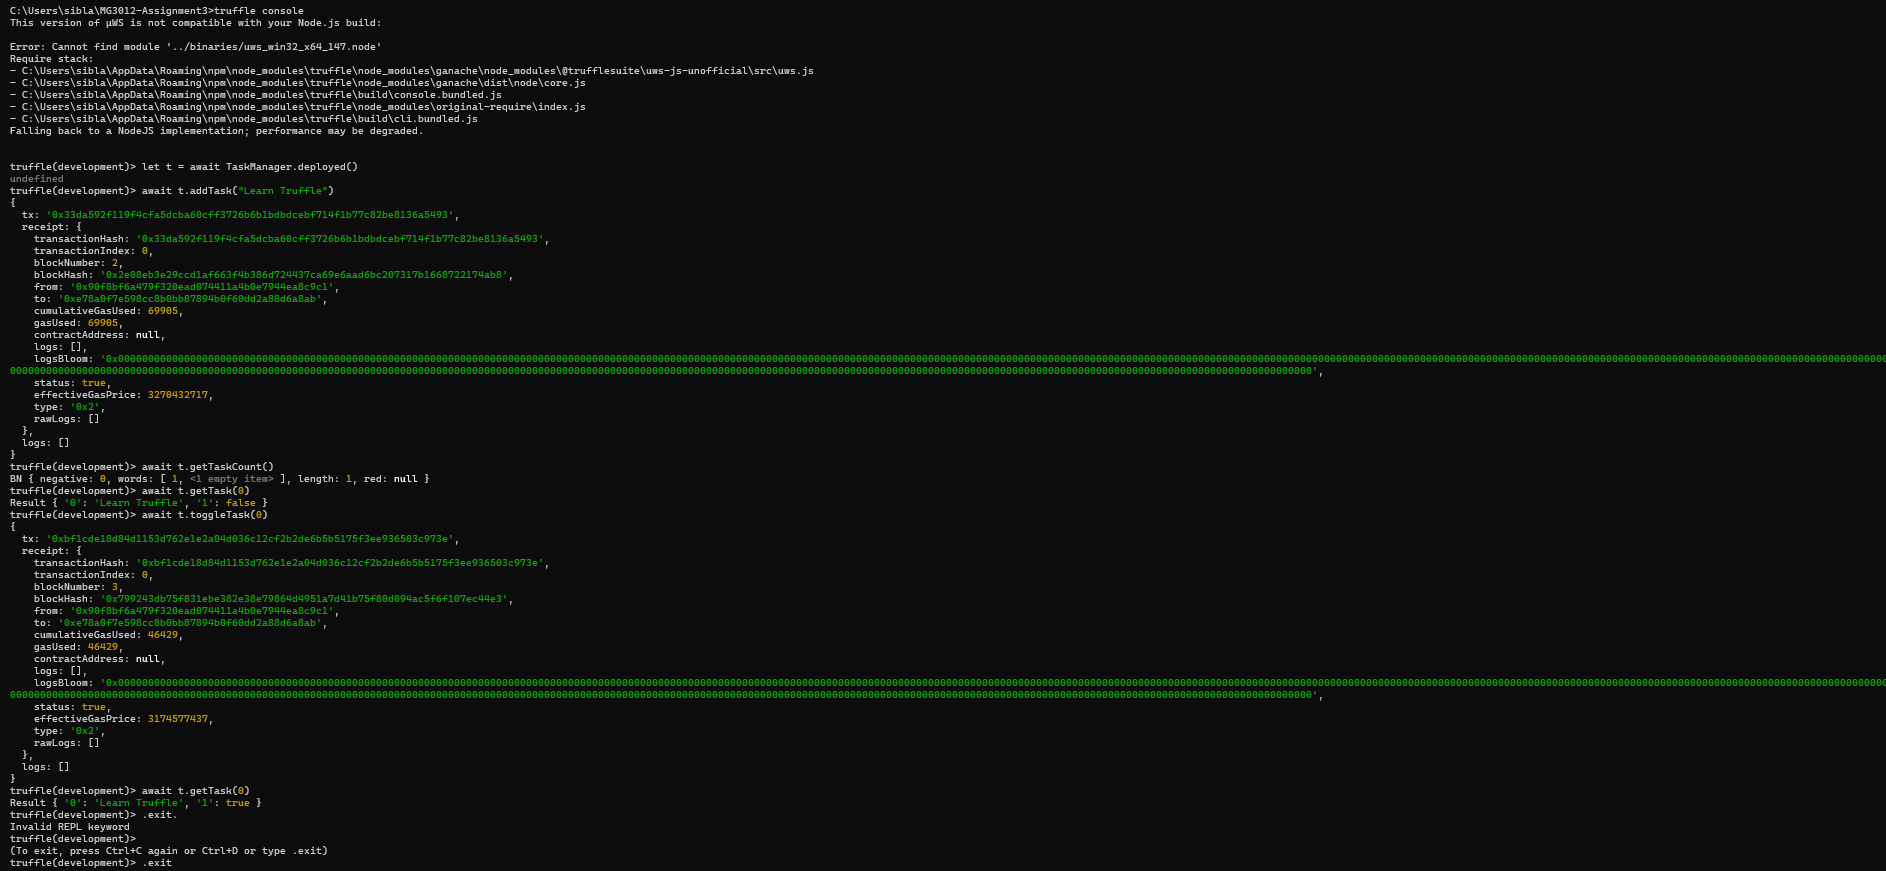 C:\Users\sibla\MG3012-Assignment3>truffle console
This version of µWS is not compatible with your Node.js build:
Error: Cannot find module '../binaries/uws_win32_x64_147.node'
Require stack:
- C:\Users\sibla\AppData\Roaming\npm\node_modules\truffle\node_modules\ganache\node_modules\@trufflesuite\uws-js-unofficial\src\uws.js
- C:\Users\sibla\AppData\Roaming\npm\node_modules\truffle\node_modules\ganache\dist\node\core.js
- C:\Users\sibla\AppData\Roaming\npm\node_modules\truffle\build\console.bundled.js
- C:\Users\sibla\AppData\Roaming\npm\node_modules\truffle\node_modules\original-require\index.js
- C:\Users\sibla\AppData\Roaming\npm\node_modules\truffle\build\cli.bundled.js
Falling back to a NodeJS implementation; performance may be degraded.
truffle(development)> let t = await TaskManager.deployed()
undefined
truffle(development)> await t.addTask("Learn Truffle")
{
  tx: '0x33da592f119f4cfa5dcba60cff3726b6b1bdbdcebf714f1b77c82be8136a5493',
  receipt: {
    transactionHash: '0x33da592f119f4cfa5dcba60cff3726b6b1bdbdcebf714f1b77c82be8136a5493',
    transactionIndex: 0,
    blockNumber: 2,
    blockHash: '0x2e08eb3e29ccd1af663f4b386d724437ca69e6aad6bc207317b1668722174ab8',
    from: '0x90f8bf6a479f320ead074411a4b0e7944ea8c9c1',
    to: '0xe78a0f7e598cc8b0bb87894b0f60dd2a88d6a8ab',
    cumulativeGasUsed: 69905,
    gasUsed: 69905,
    contractAddress: null,
    logs: [],
    logsBloom:
    status: true,
    effectiveGasPrice: 3270432717,
    type: '0x2',
    rawLogs: []
  },
  logs: []
}
truffle(development)> await t.getTaskCount()
BN { negative: 0, words: [ 1, <1 empty item> ], length: 1, red: null }
truffle(development)> await t.getTask(0)
Result { '0': 'Learn Truffle', '1': false }
truffle(development)> await t.toggleTask(0)
{
  tx: '0xbf1cde18d84d1153d762e1e2a04d036c12cf2b2de6b5b5175f3ee936503c973e',
  receipt: {
    transactionHash: '0xbf1cde18d84d1153d762e1e2a04d036c12cf2b2de6b5b5175f3ee936503c973e',
    transactionIndex: 0,
    blockNumber: 3,
    blockHash: '0x799243db75f831ebe382e38e79864d4951a7d41b75f80d094ac5f6f107ec44e3',
    from: '0x90f8bf6a479f320ead074411a4b0e7944ea8c9c1',
    to: '0xe78a0f7e598cc8b0bb87894b0f60dd2a88d6a8ab',
    cumulativeGasUsed: 46429,
    gasUsed: 46429,
    contractAddress: null,
    logs: [],
    logsBloom:
    status: true,
    effectiveGasPrice: 3174577437,
    type: '0x2',
    rawLogs: []
  },
  logs: []
}
truffle(development)> await t.getTask(0)
Result { '0': 'Learn Truffle', '1': true }
truffle(development)> .exit.
Invalid REPL keyword
truffle(development)>
(To exit, press Ctrl+C again or Ctrl+D or type .exit)
truffle(development)> .exit